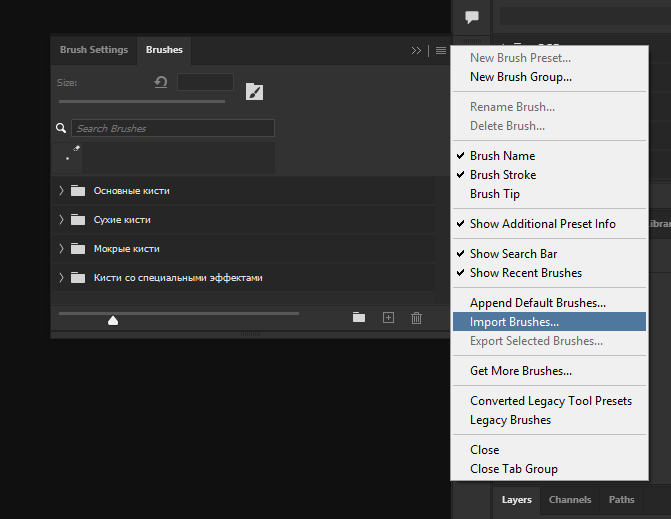 Brush Settings
Brushes
Size:
Search Brushes
Основные кисти
Сухие кисти
Мокрые кисти
Кисти со специальными эффектами
New Brush Preset...
New Brush Group...
Rename Brush...
Delete Brush...
Brush Name
Brush Stroke
Brush Tip
Show Additional Preset Info
Show Search Bar
Show Recent Brushes
Append Default Brushes...
Import Brushes...
Export Selected Brushes...
Get More Brushes...
Converted Legacy Tool Presets
Legacy Brushes
Close
Close Tab Group
Layers
Channels
Paths